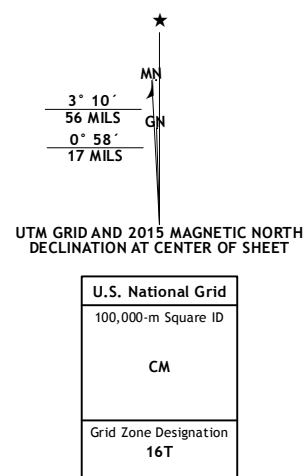 ★
MN
3° 10´
56 MILS
GN
0° 58´
17 MILS
UTM GRID AND 2015 MAGNETIC NORTH
DECLINATION AT CENTER OF SHEET
U.S. National Grid
100,000-m Square ID
CM
Grid Zone Designation
16T